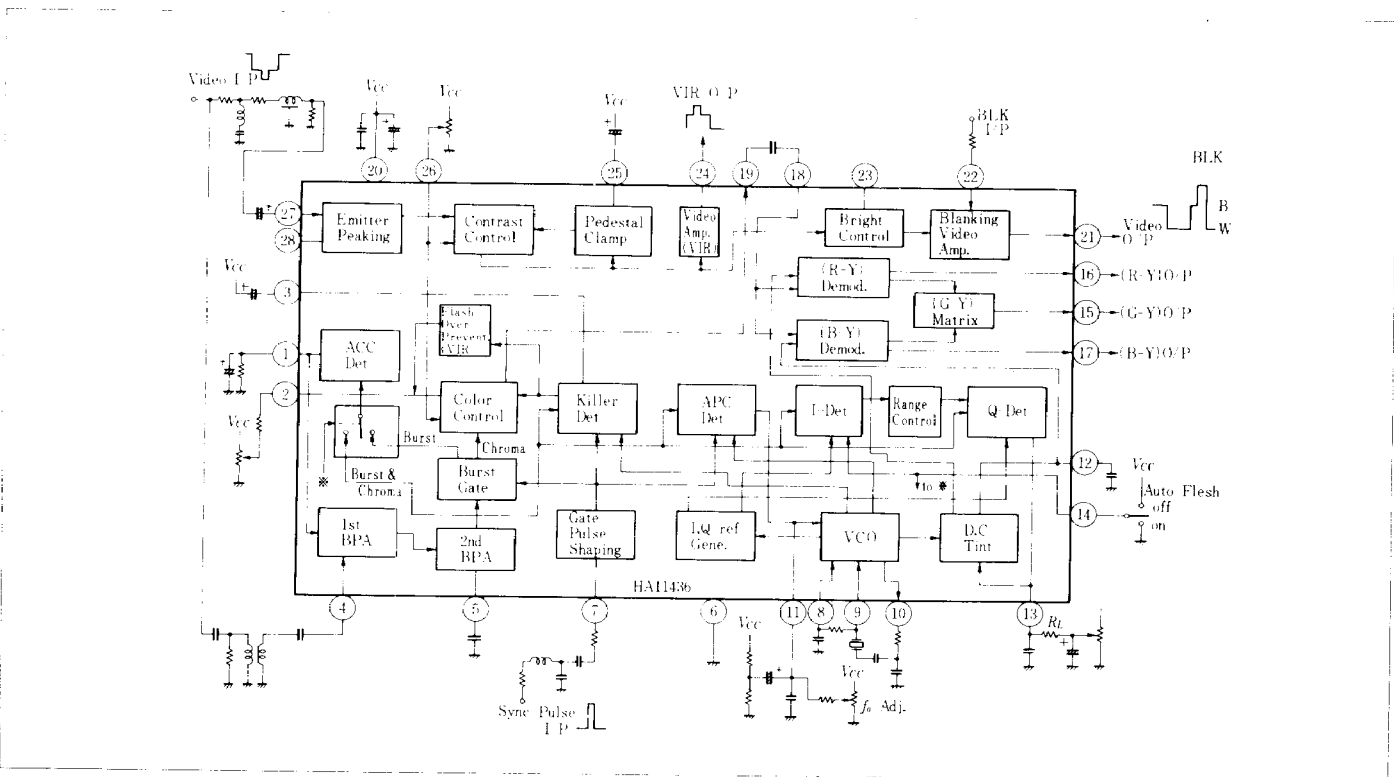 Video I P
Vcc
Vcc
Vcc
VIR O P
BLK
I/P
BLK
B
W
20
26
25
24
19
18
23
22
27
28
Emitter
Peaking
Contrast
Control
Pedestal
Clamp
Video
Amp.
(VIR)
Bright
Control
Blanking
Video
Amp.
21
Video
O/P
Vcc
3
(R-Y)
Demod.
16
(R-Y)O/P
(G Y)
Matrix
15
(G-Y)O/P
(B-Y)
Demod.
17
(B-Y)O/P
Flash
Over
Prevent
(VIR
1
ACC
Det
2
Color
Control
Killer
Det
APC
Det
I-Det
Range
Control
Q-Det
Vcc
Burst
Chroma
Burst &
Chroma
※
Burst
Gate
to ※
12
Vcc
Auto Flesh
off
on
14
1st
BPA
2nd
BPA
Gate
Pulse
Shaping
I,Q ref
Gene.
VCO
D.C
Tint
HA11436
4
5
7
6
11
8
9
10
13
Vcc
Vcc
RL
f₀ Adj.
Sync Pulse
I P